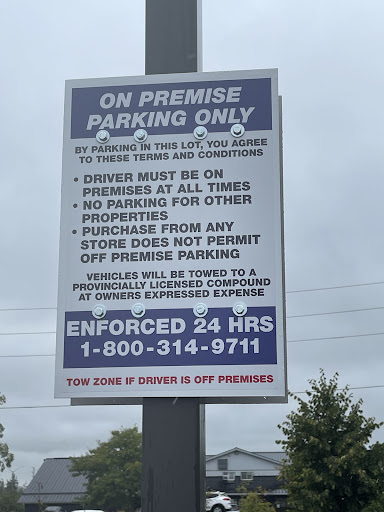 ON PREMISE
PARKING ONLY
BY PARKING IN THIS LOT, YOU AGREE
TO THESE TERMS AND CONDITIONS
• DRIVER MUST BE ON
PREMISES AT ALL TIMES
• NO PARKING FOR OTHER
PROPERTIES
• PURCHASE FROM ANY
STORE DOES NOT PERMIT
OFF PREMISE PARKING
VEHICLES WILL BE TOWED TO A
PROVINCIALLY LICENSED COMPOUND
AT OWNERS EXPRESSED EXPENSE
ENFORCED 24 HRS
1-800-314-9711
TOW ZONE IF DRIVER IS OFF PREMISES